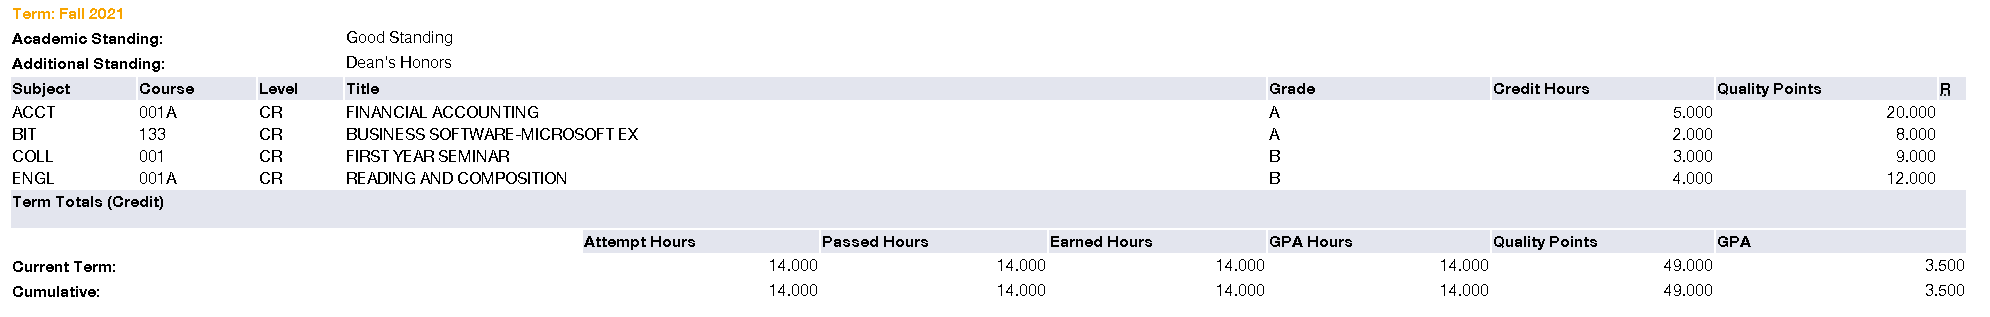 Term: Fall 2021
Academic Standing: Good Standing
Additional Standing: Dean's Honors
Subject Course Level Title Grade Credit Hours Quality Points R
ACCT 001A CR FINANCIAL ACCOUNTING A 5.000 20.000
BIT 133 CR BUSINESS SOFTWARE-MICROSOFT EX A 2.000 8.000
COLL 001 CR FIRST YEAR SEMINAR B 3.000 9.000
ENGL 001A CR READING AND COMPOSITION B 4.000 12.000
Term Totals (Credit)
Attempt Hours Passed Hours Earned Hours GPA Hours Quality Points GPA
Current Term: 14.000 14.000 14.000 14.000 49.000 3.500
Cumulative: 14.000 14.000 14.000 14.000 49.000 3.500